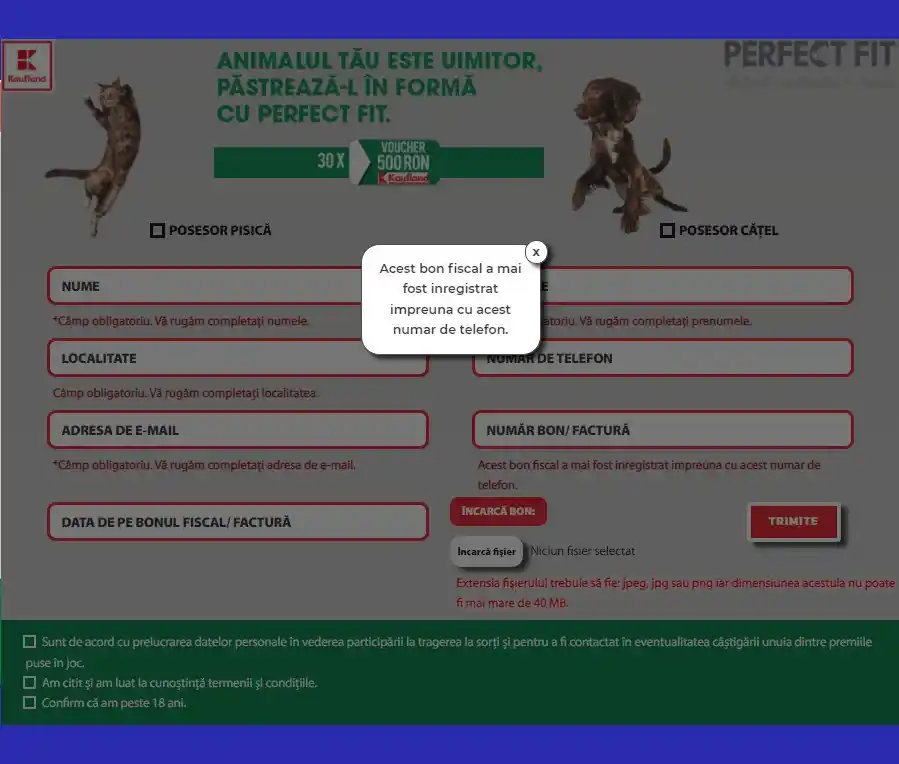 Kaufland
ANIMALUL TĂU ESTE UIMITOR,
PĂSTREAZĂ-L ÎN FORMĂ
CU PERFECT FIT.
PERFECT FIT
30 X
VOUCHER
500 RON
Kaufland
POSESOR PISICĂ
POSESOR CĂȚEL
x
Acest bon fiscal a mai
fost inregistrat
impreuna cu acest
numar de telefon.
NUME
*Câmp obligatoriu. Vă rugăm completați numele.
Vă rugăm completați prenumele.
LOCALITATE
NUMĂR DE TELEFON
Câmp obligatoriu. Vă rugăm completați localitatea.
ADRESA DE E-MAIL
NUMĂR BON/ FACTURĂ
*Câmp obligatoriu. Vă rugăm completați adresa de e-mail.
Acest bon fiscal a mai fost inregistrat impreuna cu acest numar de
telefon.
DATA DE PE BONUL FISCAL/ FACTURĂ
ÎNCARCĂ BON:
TRIMITE
Încarcă fișier
Niciun fisier selectat
Extensia fișierului trebuie să fie: jpeg, jpg sau png iar dimensiunea acestuia nu poate
fi mai mare de 40 MB.
Sunt de acord cu prelucrarea datelor personale în vederea participării la tragerea la sorți și pentru a fi contactat în eventualitatea câștigării unuia dintre premiile
puse în joc.
Am citit și am luat la cunoștință termenii și condițiile.
Confirm că am peste 18 ani.